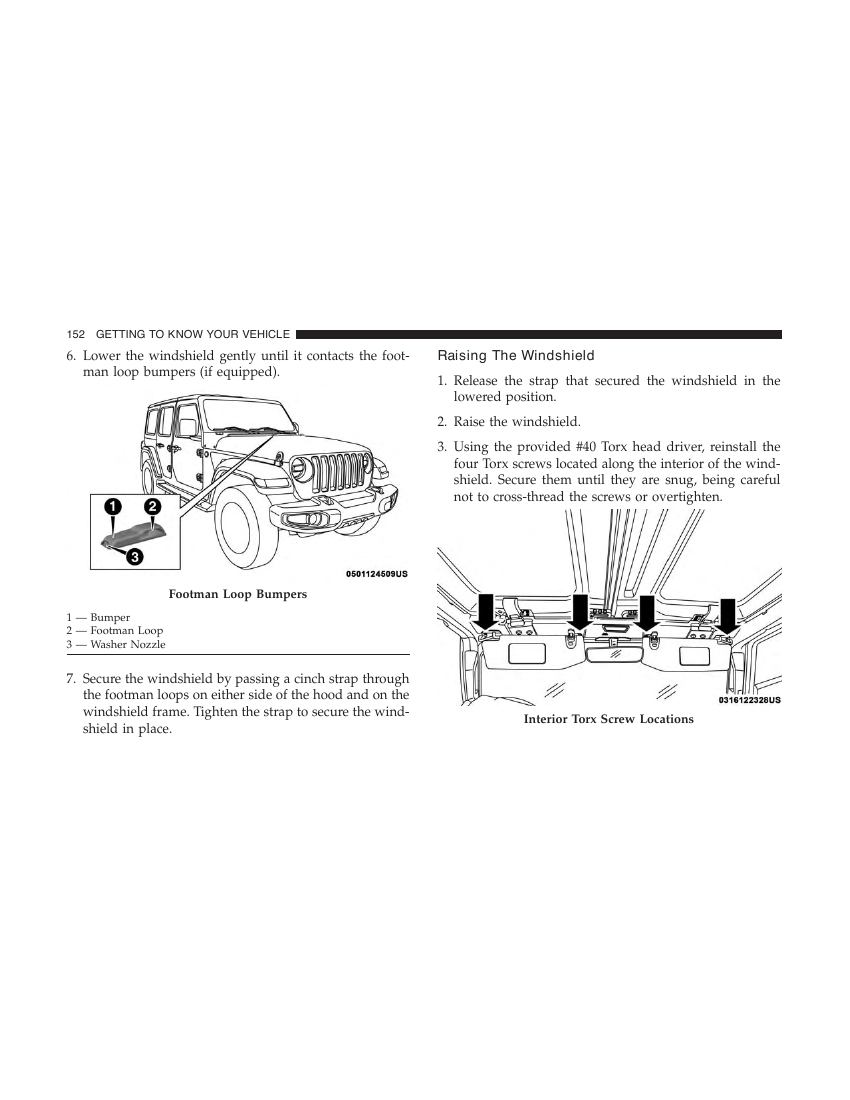 152 GETTING TO KNOW YOUR VEHICLE
6. Lower the windshield gently until it contacts the foot-
man loop bumpers (if equipped).
1
2
3
0501124509US
Footman Loop Bumpers
1 — Bumper
2 — Footman Loop
3 — Washer Nozzle
7. Secure the windshield by passing a cinch strap through
the footman loops on either side of the hood and on the
windshield frame. Tighten the strap to secure the wind-
shield in place.
Raising The Windshield
1. Release the strap that secured the windshield in the
lowered position.
2. Raise the windshield.
3. Using the provided #40 Torx head driver, reinstall the
four Torx screws located along the interior of the wind-
shield. Secure them until they are snug, being careful
not to cross-thread the screws or overtighten.
0316122328US
Interior Torx Screw Locations